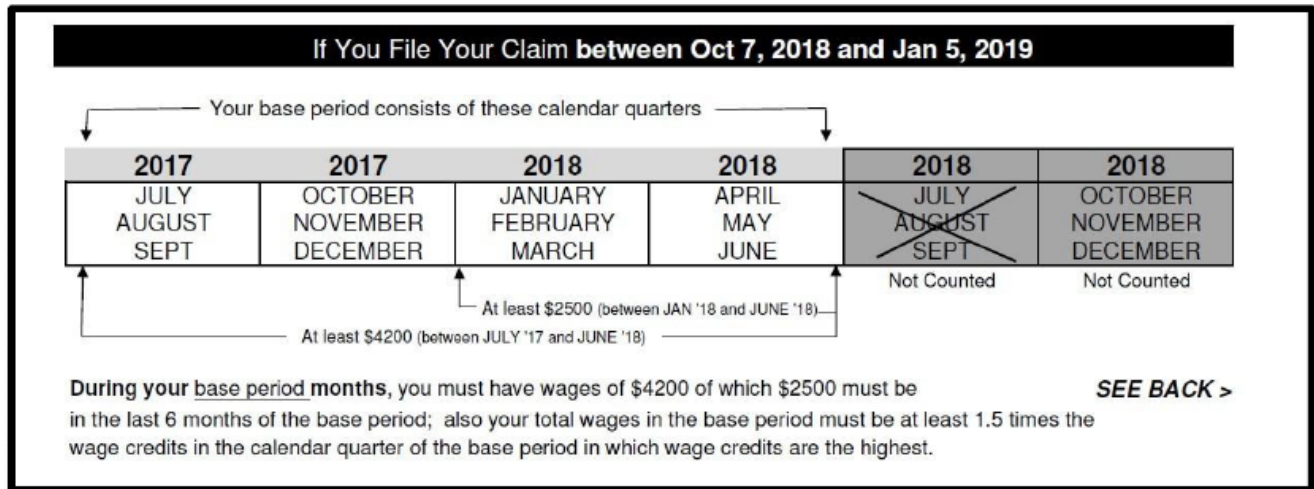 If You File Your Claim between Oct 7, 2018 and Jan 5, 2019
Your base period consists of these calendar quarters
2017 2017 2018 2018 2018 2018
JULY OCTOBER JANUARY APRIL JULY OCTOBER
AUGUST NOVEMBER FEBRUARY MAY AUGUST NOVEMBER
SEPT DECEMBER MARCH JUNE SEPT DECEMBER
Not Counted Not Counted
At least $2500 (between JAN '18 and JUNE '18)
At least $4200 (between JULY '17 and JUNE '18)
During your base period months, you must have wages of $4200 of which $2500 must be SEE BACK >
in the last 6 months of the base period; also your total wages in the base period must be at least 1.5 times the
wage credits in the calendar quarter of the base period in which wage credits are the highest.